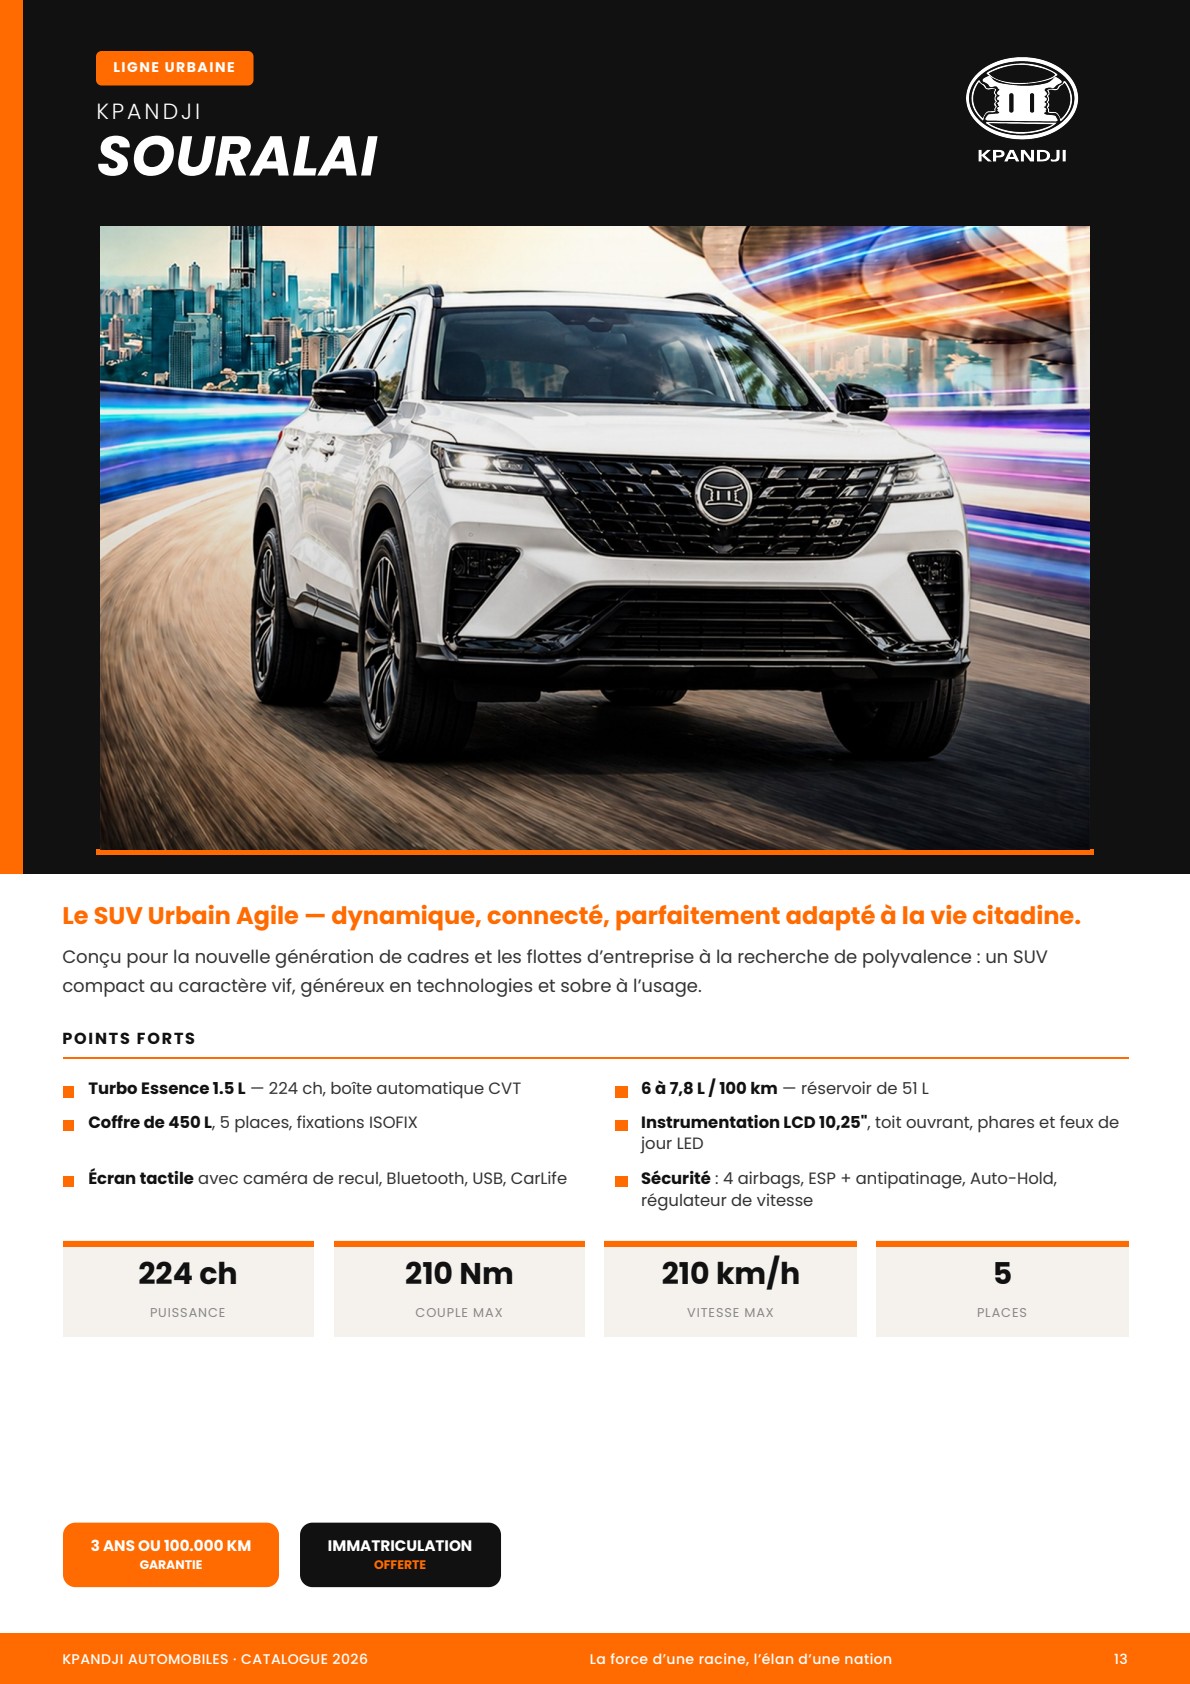 LIGNE URBAINE
KPANDJI
SOURALAI
KPANDJI
Le SUV Urbain Agile — dynamique, connecté, parfaitement adapté à la vie citadine.
Conçu pour la nouvelle génération de cadres et les flottes d’entreprise à la recherche de polyvalence : un SUV
compact au caractère vif, généreux en technologies et sobre à l’usage.
POINTS FORTS
Turbo Essence 1.5 L — 224 ch, boîte automatique CVT
6 à 7,8 L / 100 km — réservoir de 51 L
Coffre de 450 L, 5 places, fixations ISOFIX
Instrumentation LCD 10,25", toit ouvrant, phares et feux de
jour LED
Écran tactile avec caméra de recul, Bluetooth, USB, CarLife
Sécurité : 4 airbags, ESP + antipatinage, Auto-Hold,
régulateur de vitesse
224 ch
PUISSANCE
210 Nm
COUPLE MAX
210 km/h
VITESSE MAX
5
PLACES
3 ANS OU 100.000 KM
GARANTIE
IMMATRICULATION
OFFERTE
KPANDJI AUTOMOBILES · CATALOGUE 2026
La force d’une racine, l’élan d’une nation
13